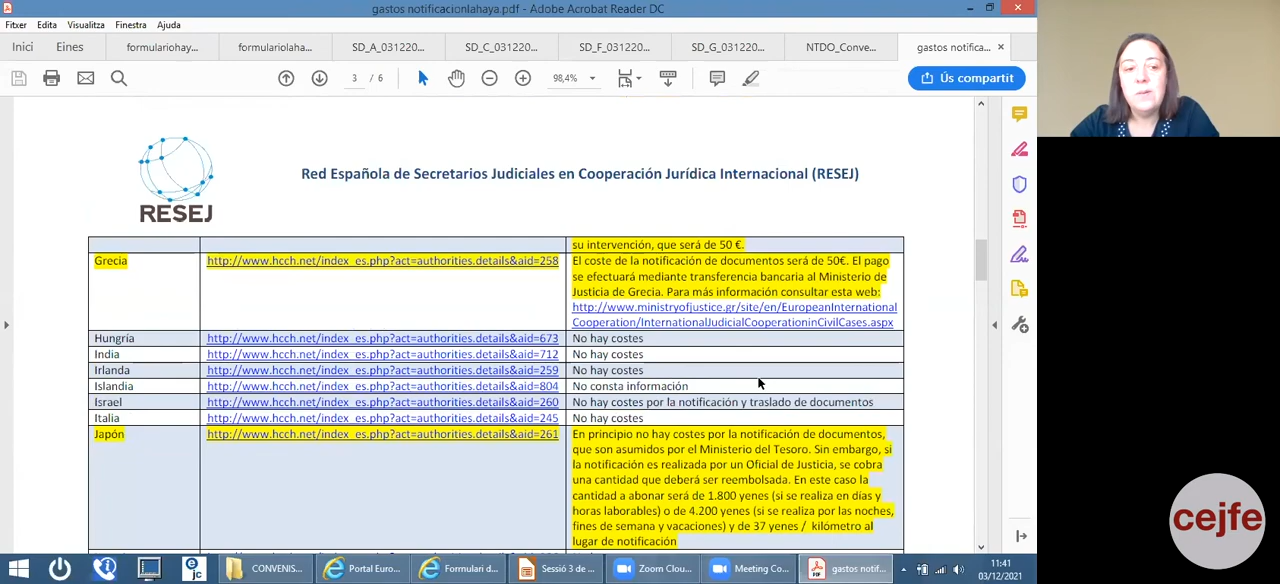 gastos notificacionlahaya.pdf - Adobe Acrobat Reader DC
Fitxer Edita Visualitza Finestra Ajuda
Inici Eines formulariohay... formulariolaha... SD_A_031220... SD_C_031220... SD_F_031220... SD_G_031220... NTDO_Conve... gastos notifica... ×
3 / 6 98,4% Ús compartit
RESEJ
Red Española de Secretarios Judiciales en Cooperación Jurídica Internacional (RESEJ)
su intervención, que será de 50 €.
Grecia http://www.hcch.net/index_es.php?act=authorities.details&aid=258 El coste de la notificación de documentos será de 50€. El pago
se efectuará mediante transferencia bancaria al Ministerio de
Justicia de Grecia. Para más información consultar esta web:
http://www.ministryofjustice.gr/site/en/EuropeanInternational
Cooperation/InternationalJudicialCooperationinCivilCases.aspx
Hungría http://www.hcch.net/index_es.php?act=authorities.details&aid=673 No hay costes
India http://www.hcch.net/index_es.php?act=authorities.details&aid=712 No hay costes
Irlanda http://www.hcch.net/index_es.php?act=authorities.details&aid=259 No hay costes
Islandia http://www.hcch.net/index_es.php?act=authorities.details&aid=804 No consta información
Israel http://www.hcch.net/index_es.php?act=authorities.details&aid=260 No hay costes por la notificación y traslado de documentos
Italia http://www.hcch.net/index_es.php?act=authorities.details&aid=245 No hay costes
Japón http://www.hcch.net/index_es.php?act=authorities.details&aid=261 En principio no hay costes por la notificación de documentos,
que son asumidos por el Ministerio del Tesoro. Sin embargo, si
la notificación es realizada por un Oficial de Justicia, se cobra
una cantidad que deberá ser reembolsada. En este caso la
cantidad a abonar será de 1.800 yenes (si se realiza en días y
horas laborables) o de 4.200 yenes (si se realiza por las noches,
fines de semana y vacaciones) y de 37 yenes / kilómetro al
lugar de notificación
cejfe
ejc CONVENIS... Portal Euro... Formulari d... Sessió 3 de ... Zoom Clou... Meeting Co... gastos notif...
11:41
03/12/2021